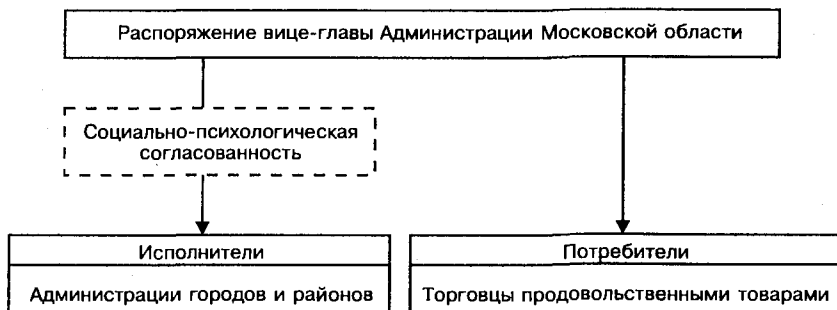 Распоряжение вице-главы Администрации Московской области
Социально-психологическая
согласованность
Исполнители
Администрации городов и районов
Потребители
Торговцы продовольственными товарами